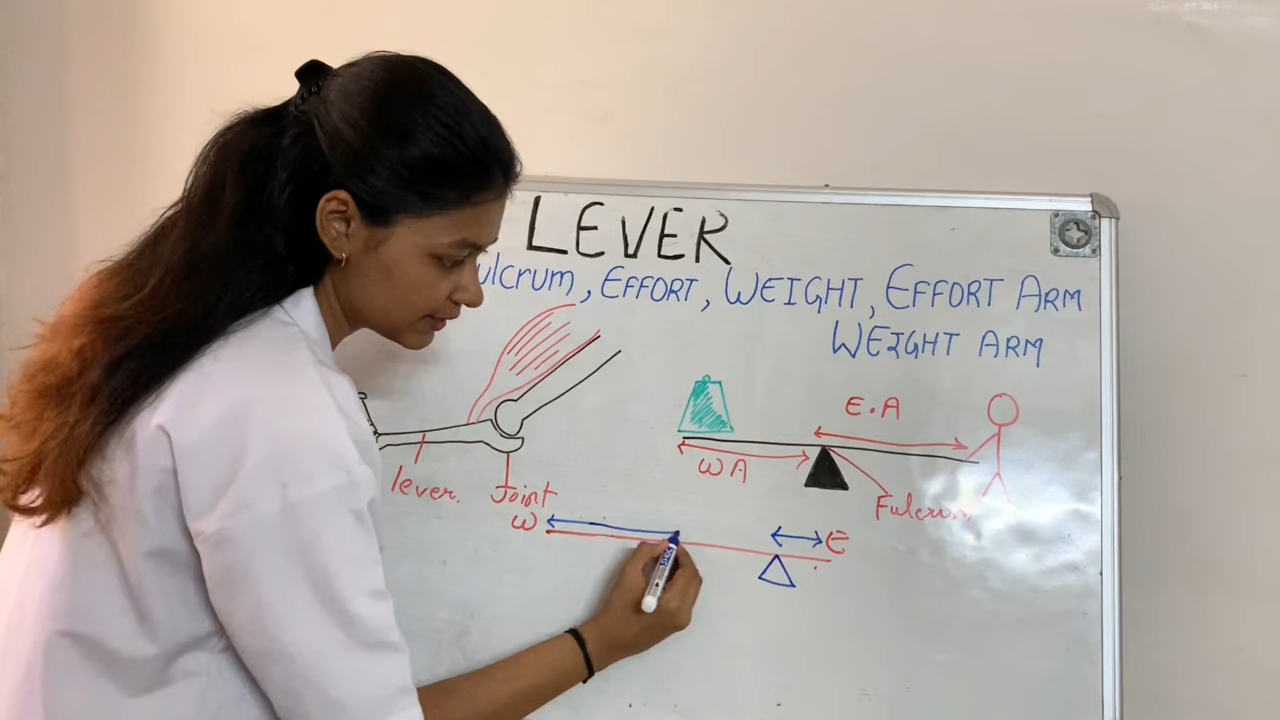 LEVER
ulcrum, EFFORT, WEIGHT, EFFORT ARM
WEIGHT ARM
E.A
WA
lever.
Joint
Fulcrum
W
E